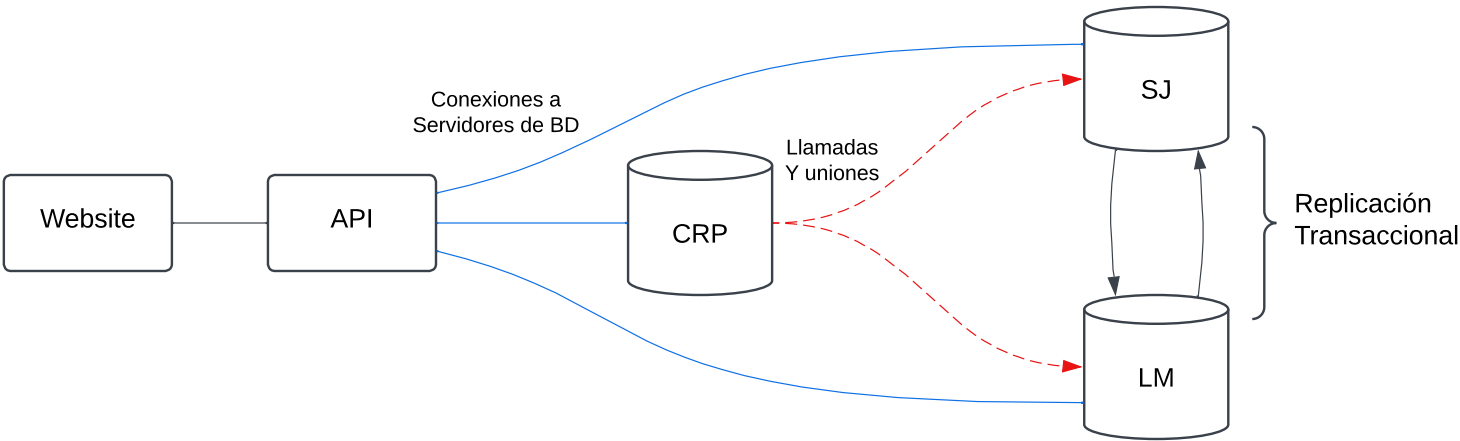 Website
API
Conexiones a
Servidores de BD
CRP
Llamadas
Y uniones
SJ
LM
Replicación
Transaccional